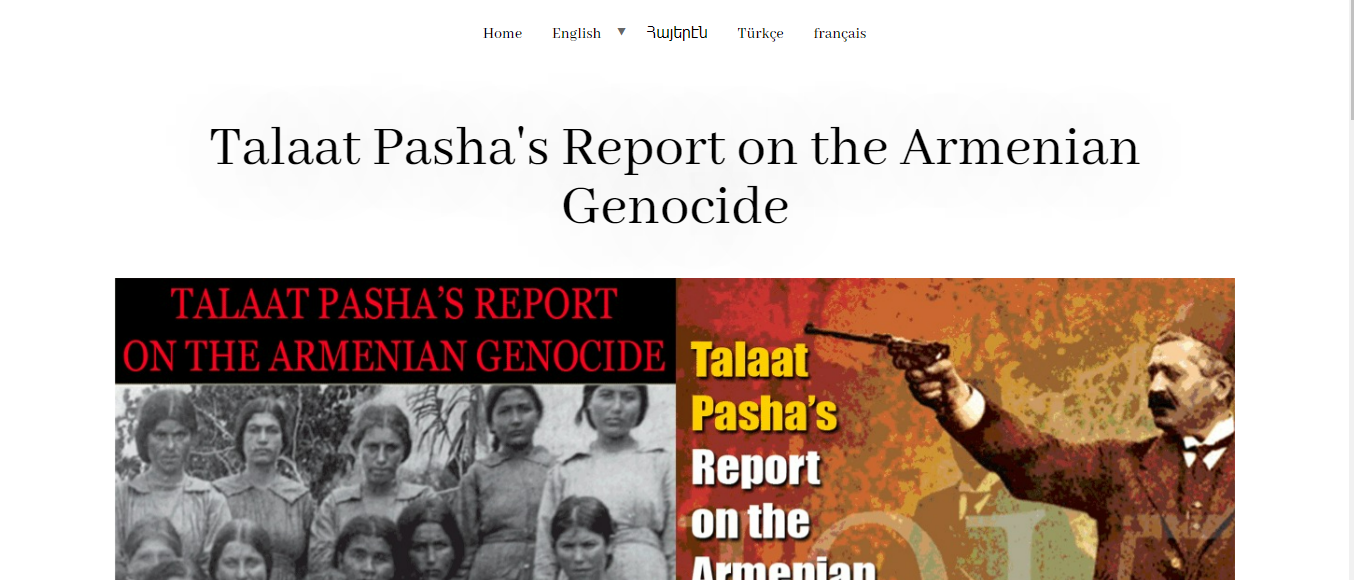 Home English ▼ Հայերէն Türkçe français
Talaat Pasha's Report on the Armenian
Genocide
TALAAT PASHA’S REPORT
ON THE ARMENIAN GENOCIDE
Talaat
Pasha’s
Report
on the
Armenian